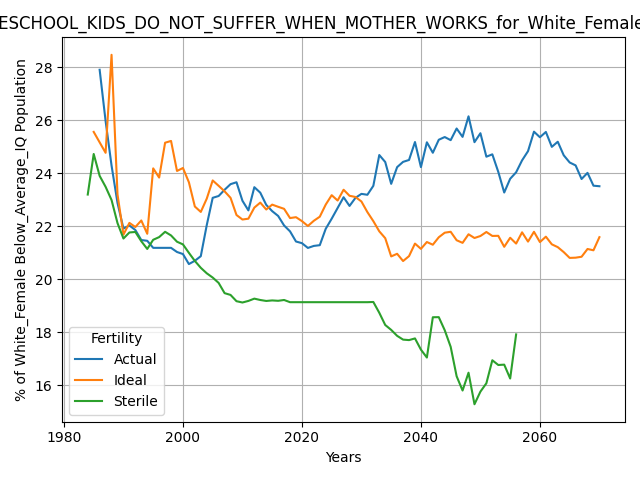 ESCHOOL_KIDS_DO_NOT_SUFFER_WHEN_MOTHER_WORKS_for_White_Female
% of White_Female Below_Average_IQ Population
28
26
24
22
20
18
16
Fertility
Actual
Ideal
Sterile
1980
2000
2020
2040
2060
Years